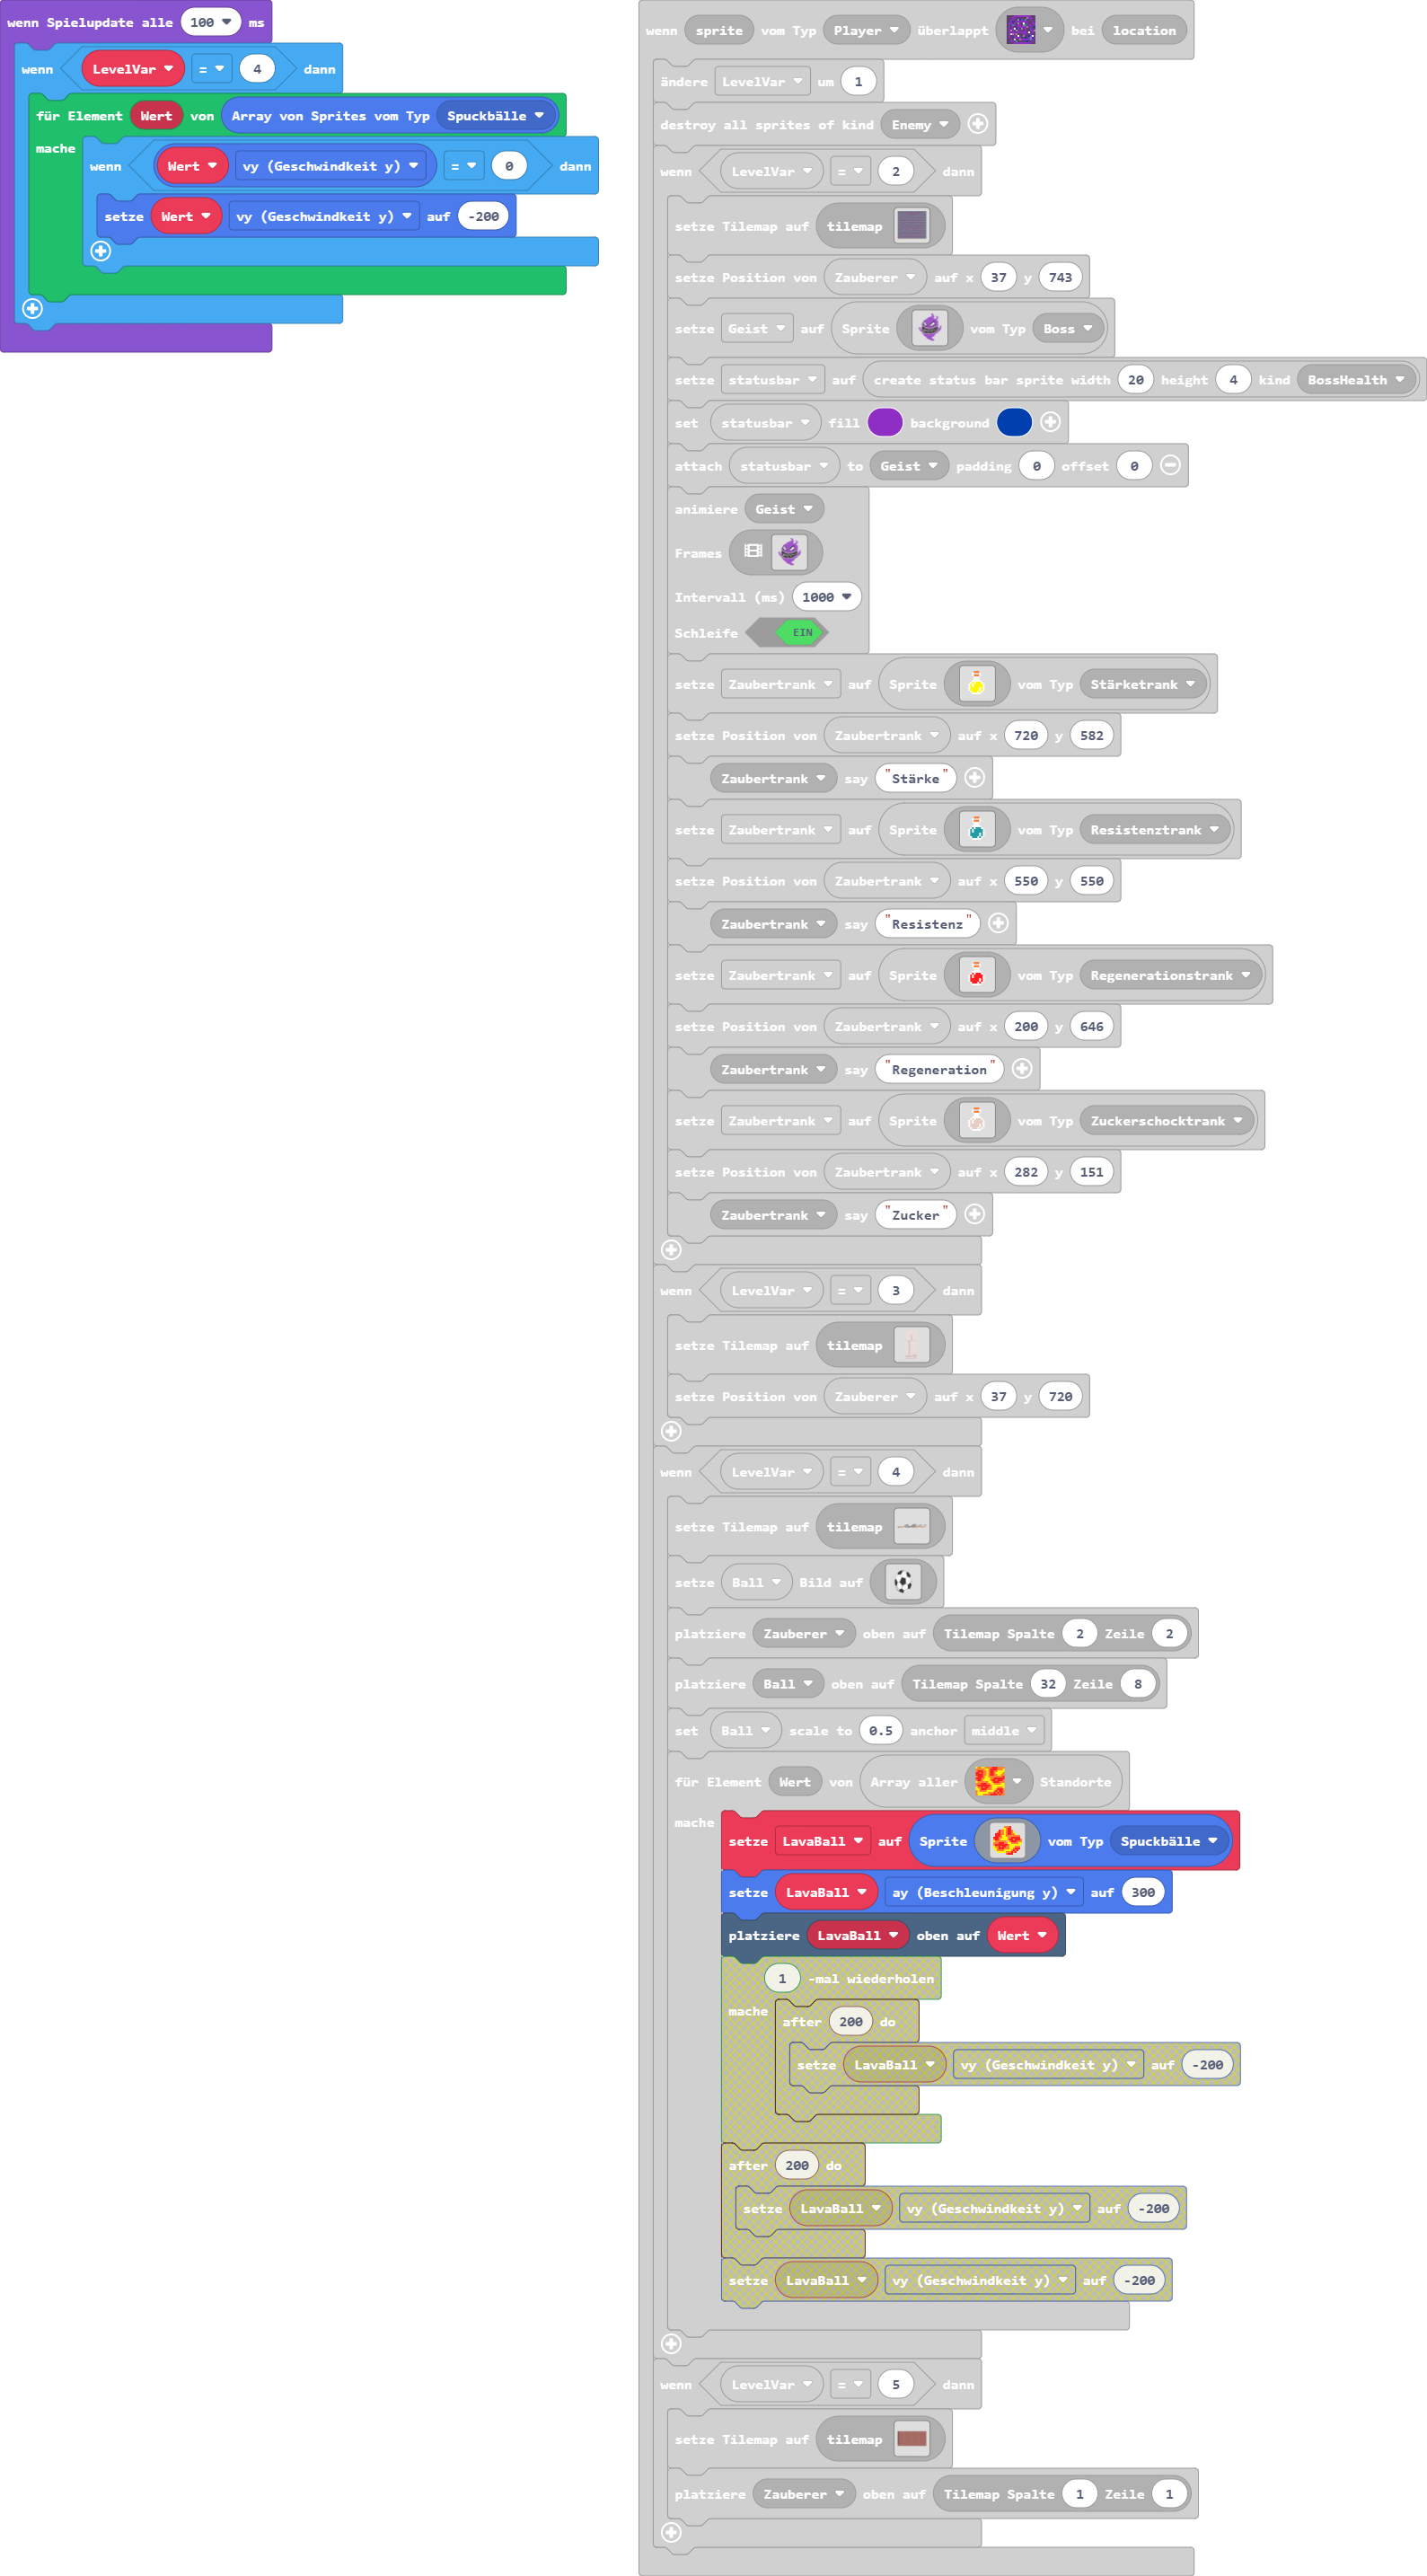 wenn Spielupdate alle 100 ms
wenn LevelVar = 4 dann
für Element Wert von Array von Sprites vom Typ Spuckbälle
mache
wenn Wert vy (Geschwindkeit y) = 0 dann
setze Wert vy (Geschwindkeit y) auf -200
wenn sprite vom Typ Player überlappt bei location
ändere LevelVar um 1
destroy all sprites of kind Enemy
wenn LevelVar = 2 dann
setze Tilemap auf tilemap
setze Position von Zauberer auf x 37 y 743
setze Geist auf Sprite vom Typ Boss
setze statusbar auf create status bar sprite width 20 height 4 kind BossHealth
set statusbar fill background
attach statusbar to Geist padding 0 offset 0
animiere Geist
Frames
Intervall (ms) 1000
Schleife EIN
setze Zaubertrank auf Sprite vom Typ Stärketrank
setze Position von Zaubertrank auf x 720 y 582
Zaubertrank say "Stärke"
setze Zaubertrank auf Sprite vom Typ Resistenztrank
setze Position von Zaubertrank auf x 550 y 550
Zaubertrank say "Resistenz"
setze Zaubertrank auf Sprite vom Typ Regenerationstrank
setze Position von Zaubertrank auf x 200 y 646
Zaubertrank say "Regeneration"
setze Zaubertrank auf Sprite vom Typ Zuckerschocktrank
setze Position von Zaubertrank auf x 282 y 151
Zaubertrank say "Zucker"
wenn LevelVar = 3 dann
setze Tilemap auf tilemap
setze Position von Zauberer auf x 37 y 720
wenn LevelVar = 4 dann
setze Tilemap auf tilemap
setze Ball Bild auf
platziere Zauberer oben auf Tilemap Spalte 2 Zeile 2
platziere Ball oben auf Tilemap Spalte 32 Zeile 8
set Ball scale to 0.5 anchor middle
für Element Wert von Array aller Standorte
mache
setze LavaBall auf Sprite vom Typ Spuckbälle
setze LavaBall ay (Beschleunigung y) auf 300
platziere LavaBall oben auf Wert
1 -mal wiederholen
mache
after 200 do
setze LavaBall vy (Geschwindkeit y) auf -200
after 200 do
setze LavaBall vy (Geschwindkeit y) auf -200
setze LavaBall vy (Geschwindkeit y) auf -200
wenn LevelVar = 5 dann
setze Tilemap auf tilemap
platziere Zauberer oben auf Tilemap Spalte 1 Zeile 1